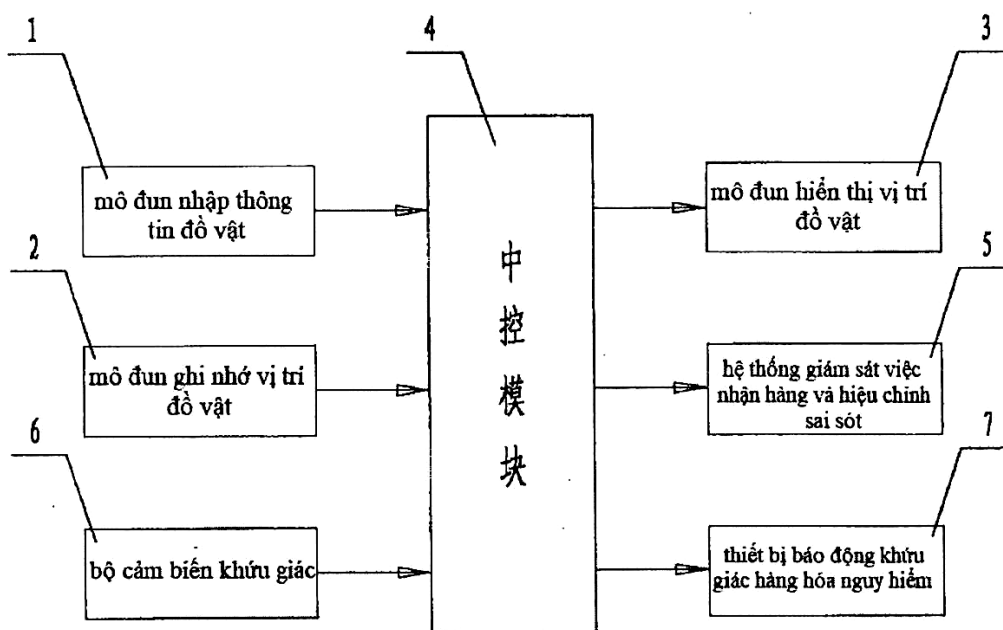 1
4
3
mô đun nhập thông
tin đồ vật
mô đun hiển thị vị trí
đồ vật
2
5
mô đun ghi nhớ vị trí
đồ vật
中
控
模
块
hệ thống giám sát việc
nhận hàng và hiệu chỉnh
sai sót
6
7
bộ cảm biến khứu giác
thiết bị báo động khứu
giác hàng hóa nguy hiểm